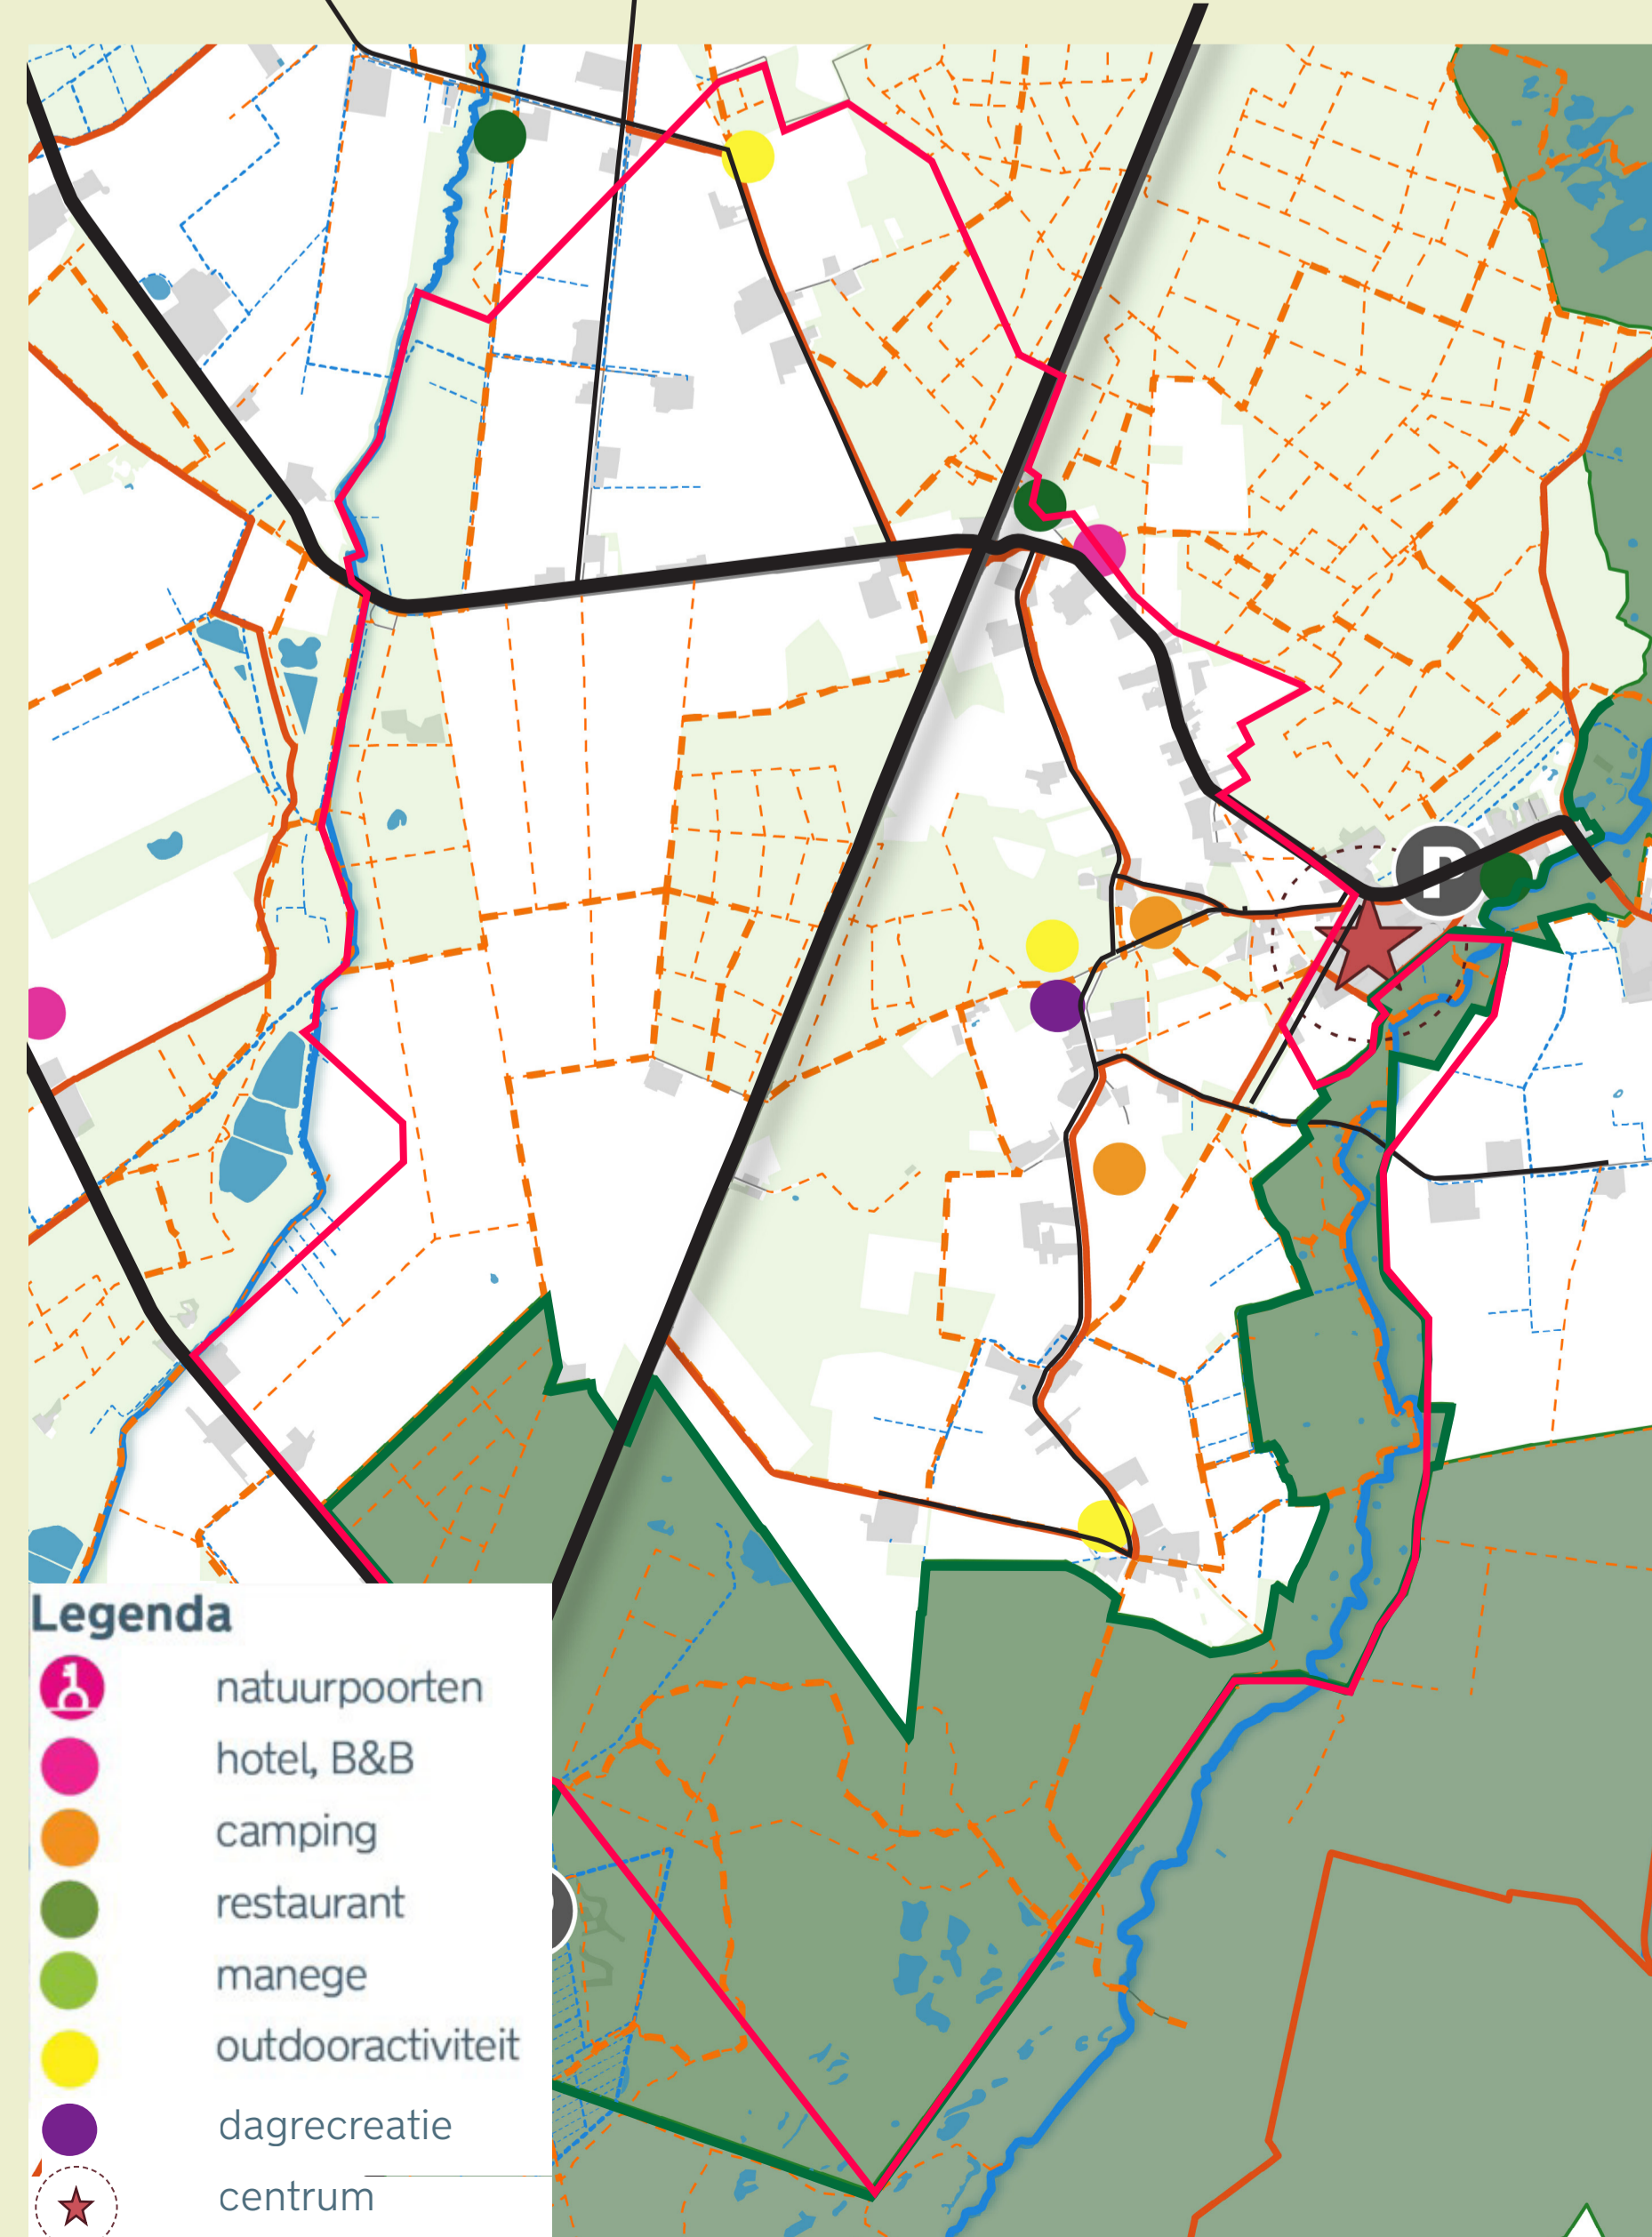 P
Legenda
natuurpoorten
hotel, B&B
camping
restaurant
manege
outdooractiviteit
dagrecreatie
centrum